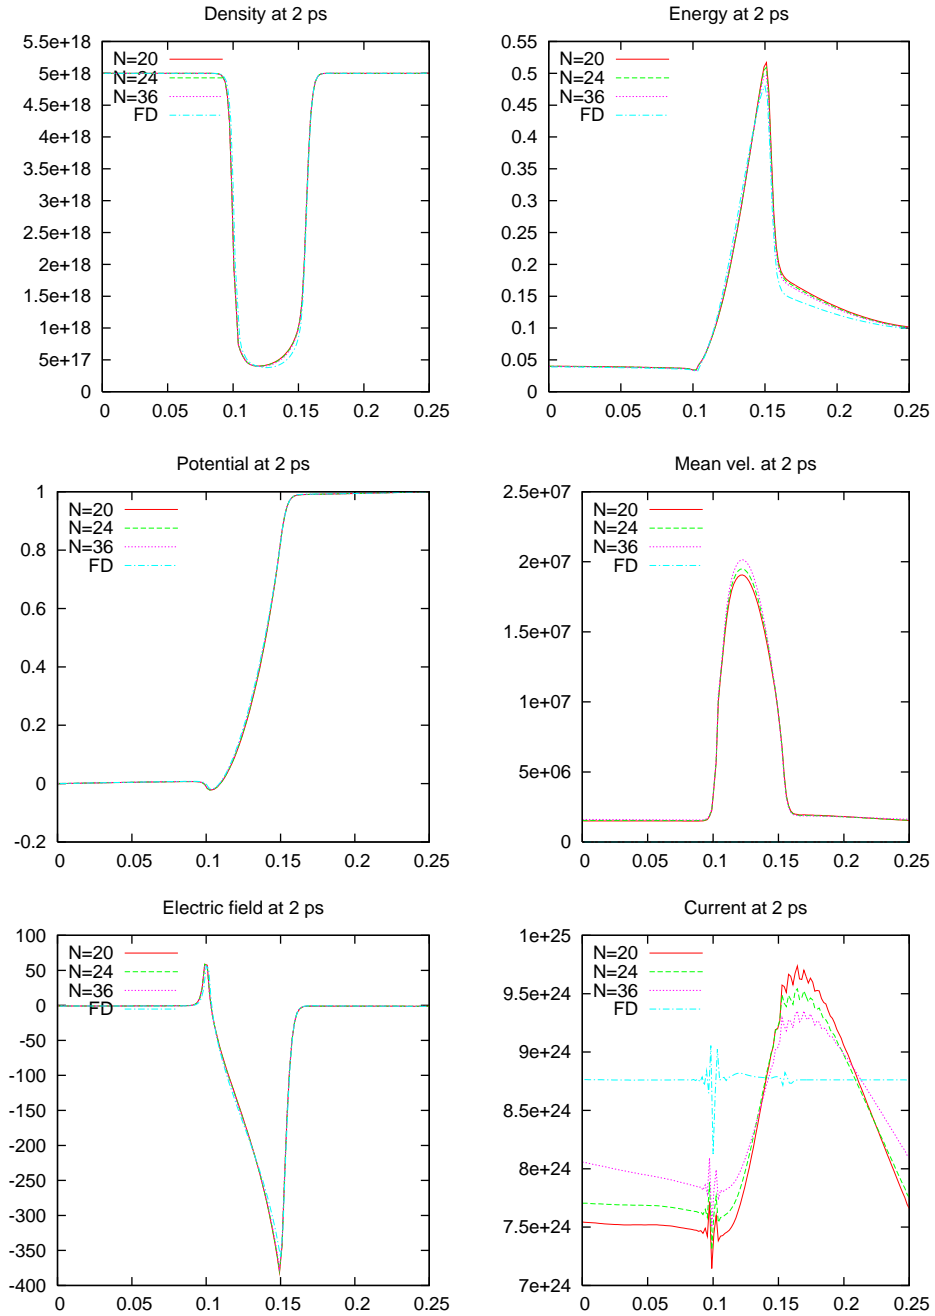 Density at 2 ps
5.5e+18
5e+18
4.5e+18
4e+18
3.5e+18
3e+18
2.5e+18
2e+18
1.5e+18
1e+18
5e+17
0
N=20
N=24
N=36
FD
0 0.05 0.1 0.15 0.2 0.25
Energy at 2 ps
0.55
0.5
0.45
0.4
0.35
0.3
0.25
0.2
0.15
0.1
0.05
0
N=20
N=24
N=36
FD
0 0.05 0.1 0.15 0.2 0.25
Potential at 2 ps
1
0.8
0.6
0.4
0.2
0
-0.2
N=20
N=24
N=36
FD
0 0.05 0.1 0.15 0.2 0.25
Mean vel. at 2 ps
2.5e+07
2e+07
1.5e+07
1e+07
5e+06
0
N=20
N=24
N=36
FD
0 0.05 0.1 0.15 0.2 0.25
Electric field at 2 ps
100
50
0
-50
-100
-150
-200
-250
-300
-350
-400
N=20
N=24
N=36
FD
0 0.05 0.1 0.15 0.2 0.25
Current at 2 ps
1e+25
9.5e+24
9e+24
8.5e+24
8e+24
7.5e+24
7e+24
N=20
N=24
N=36
FD
0 0.05 0.1 0.15 0.2 0.25